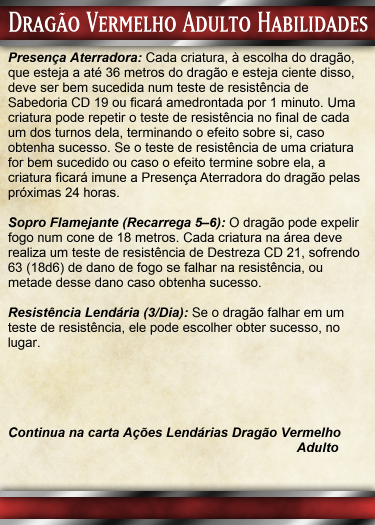 Dragão Vermelho Adulto Habilidades
Presença Aterradora: Cada criatura, à escolha do dragão,
que esteja a até 36 metros do dragão e esteja ciente disso,
deve ser bem sucedida num teste de resistência de
Sabedoria CD 19 ou ficará amedrontada por 1 minuto. Uma
criatura pode repetir o teste de resistência no final de cada
um dos turnos dela, terminando o efeito sobre si, caso
obtenha sucesso. Se o teste de resistência de uma criatura
for bem sucedido ou caso o efeito termine sobre ela, a
criatura ficará imune a Presença Aterradora do dragão pelas
próximas 24 horas.
Sopro Flamejante (Recarrega 5–6): O dragão pode expelir
fogo num cone de 18 metros. Cada criatura na área deve
realiza um teste de resistência de Destreza CD 21, sofrendo
63 (18d6) de dano de fogo se falhar na resistência, ou
metade desse dano caso obtenha sucesso.
Resistência Lendária (3/Dia): Se o dragão falhar em um
teste de resistência, ele pode escolher obter sucesso, no
lugar.
Continua na carta Ações Lendárias Dragão Vermelho
Adulto